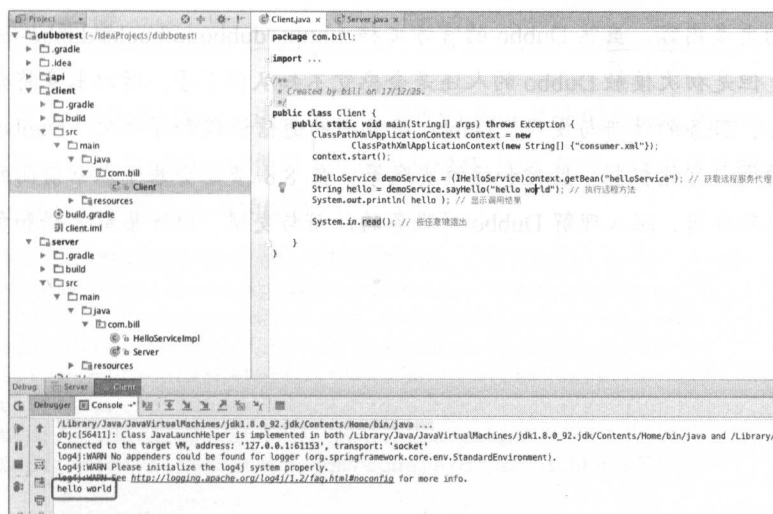 Project
Client.java
Server.java
dubbotest (~/IdeaProjects/dubbotest)
.gradle
.idea
api
client
.gradle
build
src
main
java
com.bill
Client
resources
build.gradle
client.iml
server
.gradle
build
src
main
java
com.bill
HelloServiceImpl
Server
resources
package com.bill;
import ...
/**
* Created by bill on 17/12/25.
*/
public class Client {
public static void main(String[] args) throws Exception {
ClassPathXmlApplicationContext context = new
ClassPathXmlApplicationContext(new String[] {"consumer.xml"});
context.start();
IHelloService demoService = (IHelloService)context.getBean("helloService"); // 获取远程服务代理
String hello = demoService.sayHello("hello world"); // 执行远程方法
System.out.println( hello ); // 显示调用结果
System.in.read(); // 按任意键退出
}
}
Debug Server Client
Debugger Console
/Library/Java/JavaVirtualMachines/jdk1.8.0_92.jdk/Contents/Home/bin/java ...
objc[56411]: Class JavaLaunchHelper is implemented in both /Library/Java/JavaVirtualMachines/jdk1.8.0_92.jdk/Contents/Home/bin/java and /Library/
Connected to the target VM, address: '127.0.0.1:61153', transport: 'socket'
log4j:WARN No appenders could be found for logger (org.springframework.core.env.StandardEnvironment).
log4j:WARN Please initialize the log4j system properly.
log4j:WARN See http://logging.apache.org/log4j/1.2/faq.html#noconfig for more info.
hello world